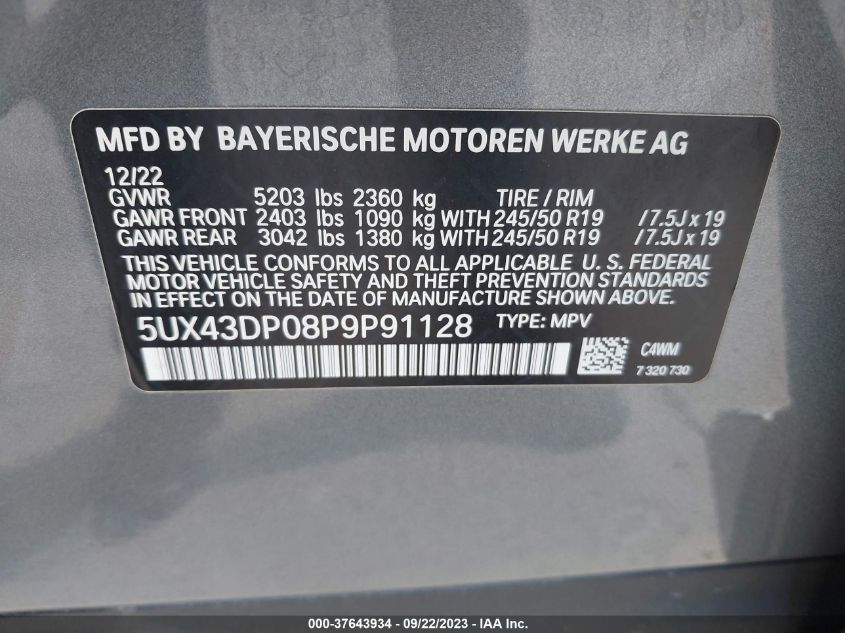 MFD BY BAYERISCHE MOTOREN WERKE AG
12/22
GVWR 5203 lbs 2360 kg TIRE / RIM
GAWR FRONT 2403 lbs 1090 kg WITH 245/50 R19 /7.5J x 19
GAWR REAR 3042 lbs 1380 kg WITH 245/50 R19 /7.5J x 19
THIS VEHICLE CONFORMS TO ALL APPLICABLE U. S. FEDERAL
MOTOR VEHICLE SAFETY AND THEFT PREVENTION STANDARDS
IN EFFECT ON THE DATE OF MANUFACTURE SHOWN ABOVE.
5UX43DP08P9P91128 TYPE: MPV
C4WM
7 320 730
000-37643934 - 09/22/2023 - IAA Inc.